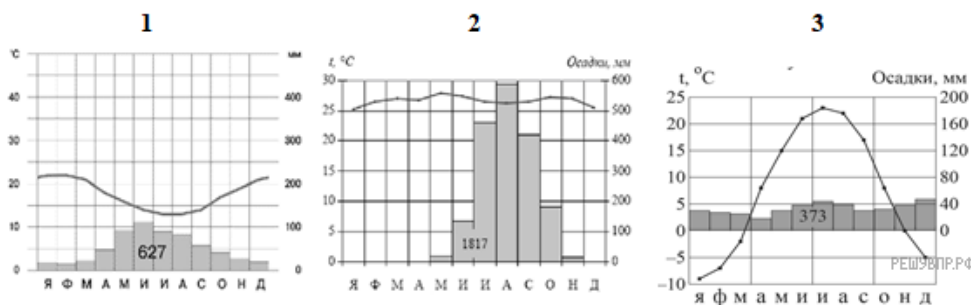 1 2 3
°C мм
40 400
30 300
20 200
10 100
0 0
627
Я Ф М А М И И А С О Н Д
t, °C Осадки, мм
30 600
25 500
20 400
15 300
10 200
5 100
0 0
1817
Я Ф М А М И И А С О Н Д
t, °C Осадки, мм
25 200
20 160
15 120
10 80
5 40
0 0
−5
−10
373
я ф м а м и и а с о н д
РЕШУВПР.РФ